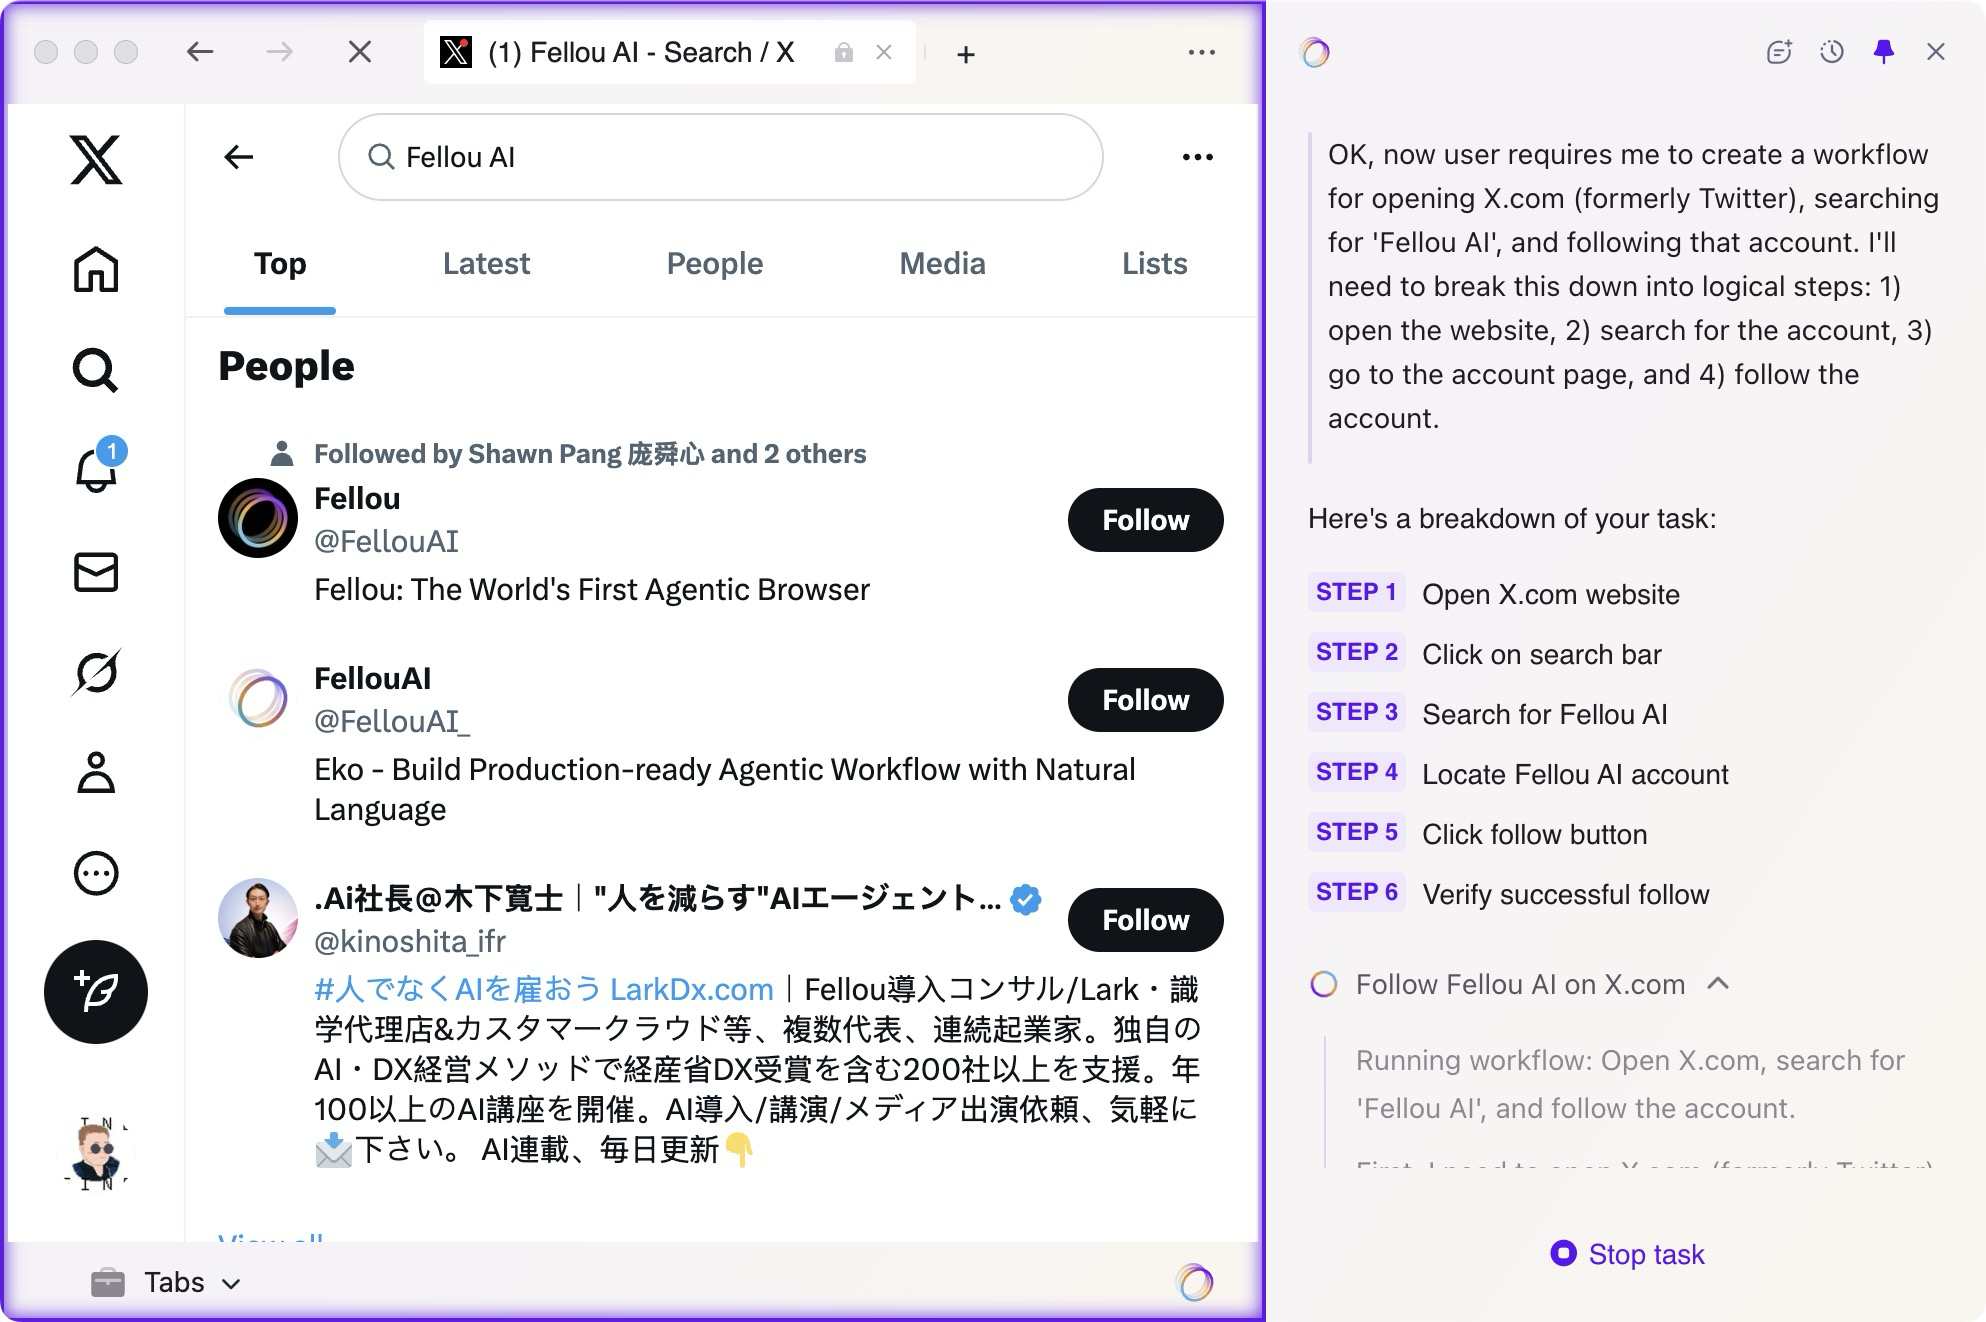 (1) Fellou AI - Search / X
Fellou AI
Top
Latest
People
Media
Lists
People
Followed by Shawn Pang 庞舜心 and 2 others
Fellou
@FellouAI
Follow
Fellou: The World's First Agentic Browser
FellouAI
@FellouAI_
Follow
Eko - Build Production-ready Agentic Workflow with Natural
Language
.Ai社長@木下寛士｜"人を減らす"AIエージェント...
@kinoshita_ifr
Follow
#人でなくAIを雇おう LarkDx.com｜Fellou導入コンサル/Lark・識
学代理店&カスタマークラウド等、複数代表、連続起業家。独自の
AI・DX経営メソッドで経産省DX受賞を含む200社以上を支援。年
100以上のAI講座を開催。AI導入/講演/メディア出演依頼、気軽に
📩下さい。 AI連載、毎日更新👇
View all
1
Tabs
OK, now user requires me to create a workflow
for opening X.com (formerly Twitter), searching
for 'Fellou AI', and following that account. I'll
need to break this down into logical steps: 1)
open the website, 2) search for the account, 3)
go to the account page, and 4) follow the
account.
Here's a breakdown of your task:
STEP 1 Open X.com website
STEP 2 Click on search bar
STEP 3 Search for Fellou AI
STEP 4 Locate Fellou AI account
STEP 5 Click follow button
STEP 6 Verify successful follow
Follow Fellou AI on X.com
Running workflow: Open X.com, search for
'Fellou AI', and follow the account.
First, I need to open X.com (formerly Twitter)
Stop task